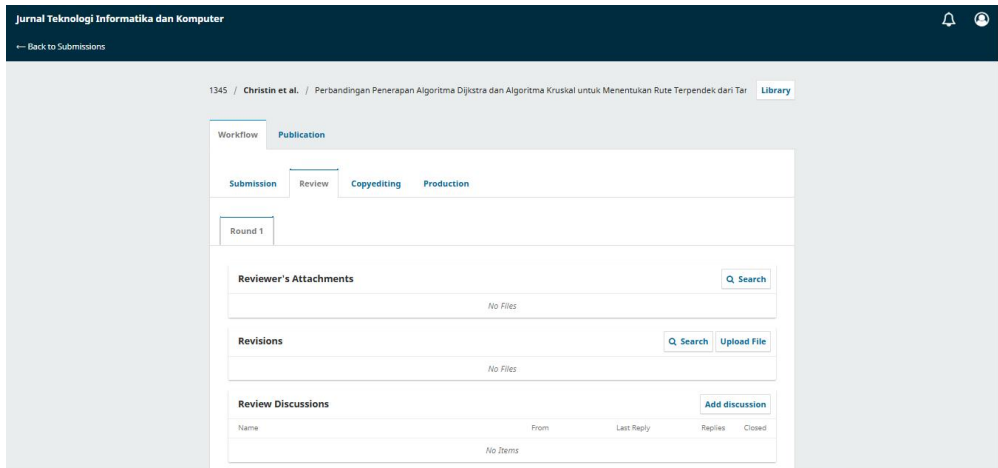 Jurnal Teknologi Informatika dan Komputer
← Back to Submissions
1345 / Christin et al. / Perbandingan Penerapan Algoritma Dijkstra dan Algoritma Kruskal untuk Menentukan Rute Terpendek dari Tar Library
Workflow Publication
Submission Review Copyediting Production
Round 1
Reviewer's Attachments Search
No Files
Revisions Search Upload File
No Files
Review Discussions Add discussion
Name From Last Reply Replies Closed
No Items